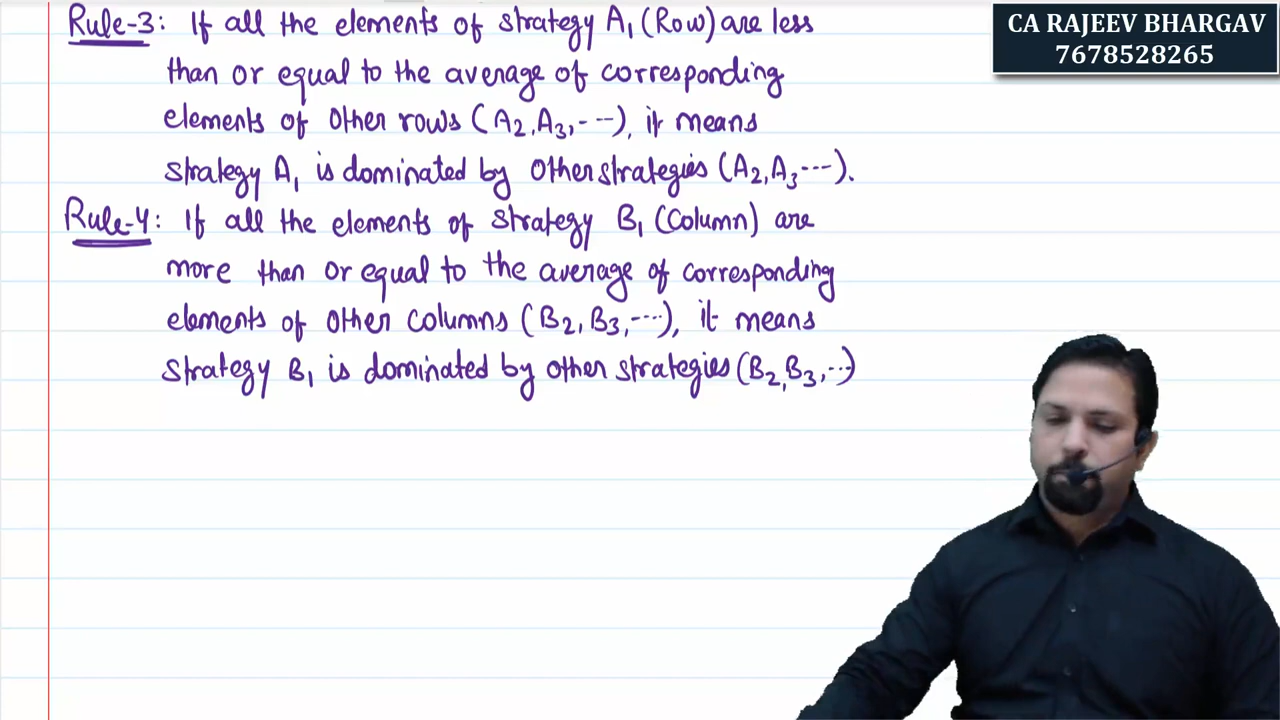 Rule-3: If all the elements of strategy A1 (Row) are less
than or equal to the average of corresponding
elements of other rows (A2, A3, ----), it means
strategy A1 is dominated by other strategies (A2, A3 ----).
Rule-4: If all the elements of strategy B1 (Column) are
more than or equal to the average of corresponding
elements of other columns (B2, B3, ----), it means
strategy B1 is dominated by other strategies (B2, B3, ---)
CA RAJEEV BHARGAV
7678528265